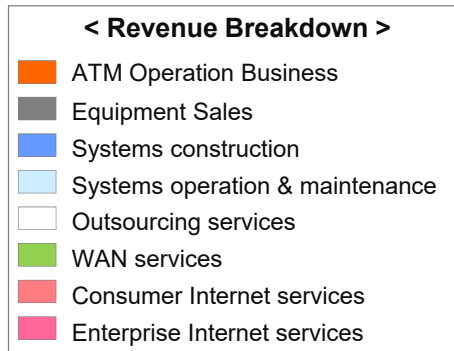 < Revenue Breakdown >
ATM Operation Business
Equipment Sales
Systems construction
Systems operation & maintenance
Outsourcing services
WAN services
Consumer Internet services
Enterprise Internet services